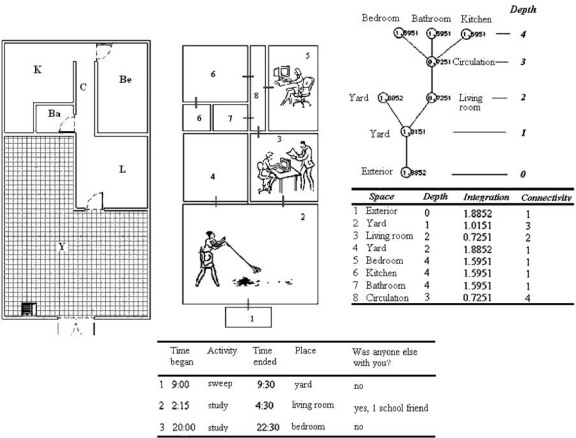 K
C
Be
Ba
L
Y
6
8
5
6
7
3
4
2
1
Depth
Bedroom Bathroom Kitchen
1.5951 1.5951 1.5951 4
0.7251 Circulation 3
Yard 1.8852 0.7251 Living room 2
Yard 1.0151 1
Exterior 1.8852 0
Space Depth Integration Connectivity
1 Exterior 0 1.8852 1
2 Yard 1 1.0151 3
3 Living room 2 0.7251 2
4 Yard 2 1.8852 1
5 Bedroom 4 1.5951 1
6 Kitchen 4 1.5951 1
7 Bathroom 4 1.5951 1
8 Circulation 3 0.7251 4
Time began Activity Time ended Place Was anyone else with you?
1 9:00 sweep 9:30 yard no
2 2:15 study 4:30 living room yes, 1 school friend
3 20:00 study 22:30 bedroom no